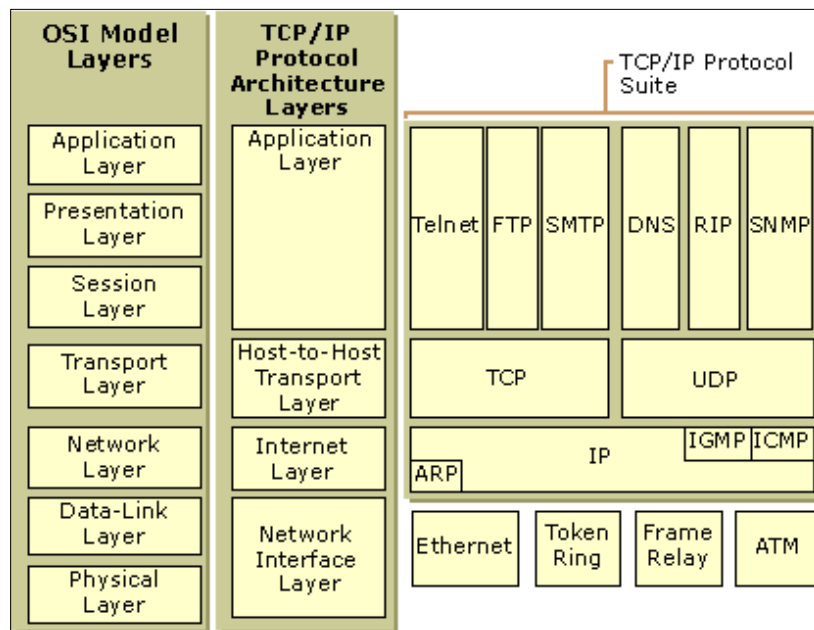 OSI Model
Layers
Application
Layer
Presentation
Layer
Session
Layer
Transport
Layer
Network
Layer
Data-Link
Layer
Physical
Layer
TCP/IP
Protocol
Architecture
Layers
Application
Layer
Host-to-Host
Transport
Layer
Internet
Layer
Network
Interface
Layer
TCP/IP Protocol
Suite
Telnet
FTP
SMTP
DNS
RIP
SNMP
TCP
UDP
IP
IGMP
ICMP
ARP
Ethernet
Token
Ring
Frame
Relay
ATM